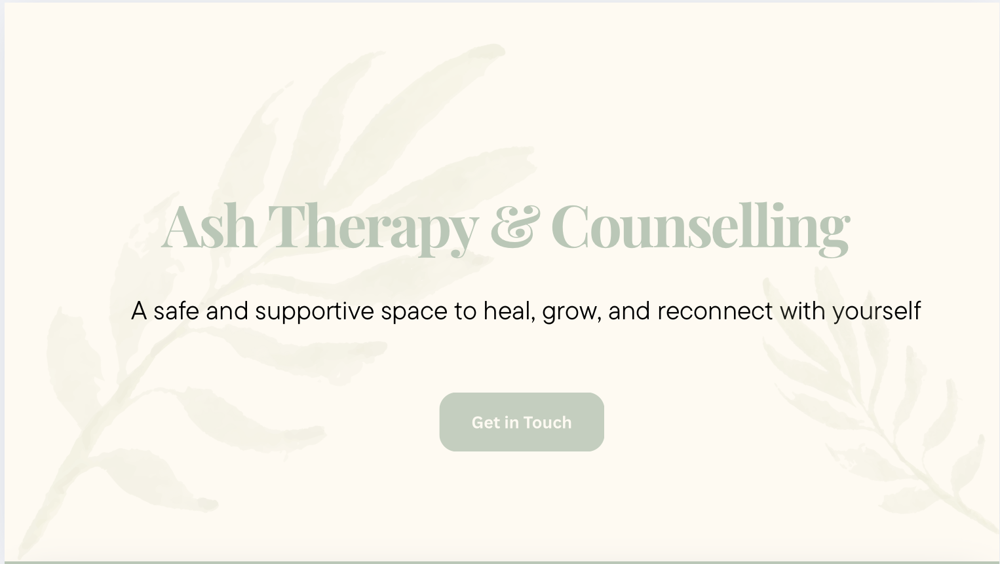 Ash Therapy & Counselling
A safe and supportive space to heal, grow, and reconnect with yourself
Get in Touch